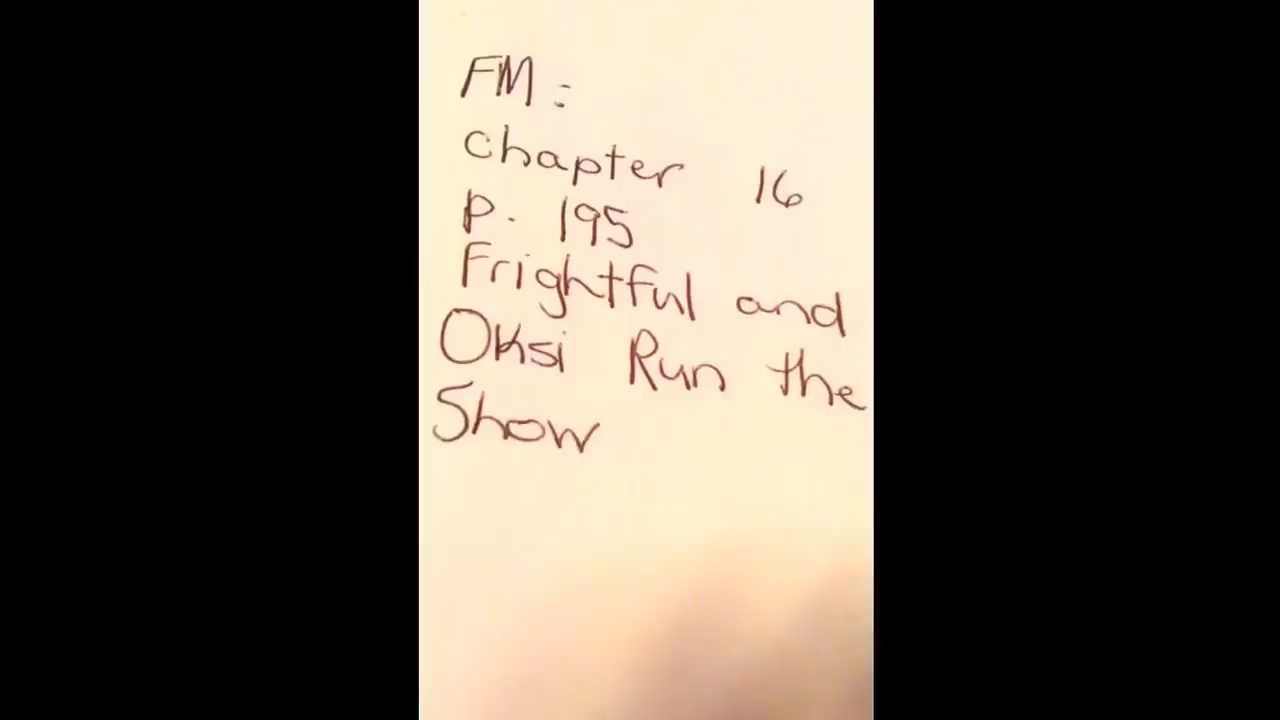 FM:
chapter 16
p. 195
Frightful and
Oksi Run the
Show